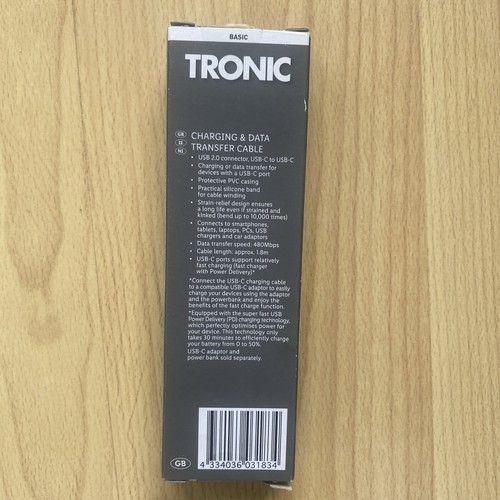 BASIC
TRONIC
GB
IE
NI
CHARGING & DATA
TRANSFER CABLE
• USB 2.0 connector, USB-C to USB-C
• Charging or data transfer for
devices with a USB-C port
• Protective PVC casing
• Practical silicone band
for cable winding
• Strain-relief design ensures
a long life even if strained and
kinked (bend up to 10,000 times)
• Connects to smartphones,
tablets, laptops, PCs, USB
chargers and car adaptors
• Data transfer speed: 480Mbps
• Cable length: approx. 1.8m
• USB-C ports support relatively
fast charging (fast charger
with Power Delivery)*
*Connect the USB-C charging cable
to a compatible USB-C adaptor to easily
charge your devices using the adaptor
and the powerbank and enjoy the
benefits of the fast charge function.
*Equipped with the super fast USB
Power Delivery (PD) charging technology,
which perfectly optimises power for
your device. This technology only
takes 30 minutes to efficiently charge
your battery from 0 to 50%.
USB-C adaptor and
power bank sold separately.
GB
4 334036 031834